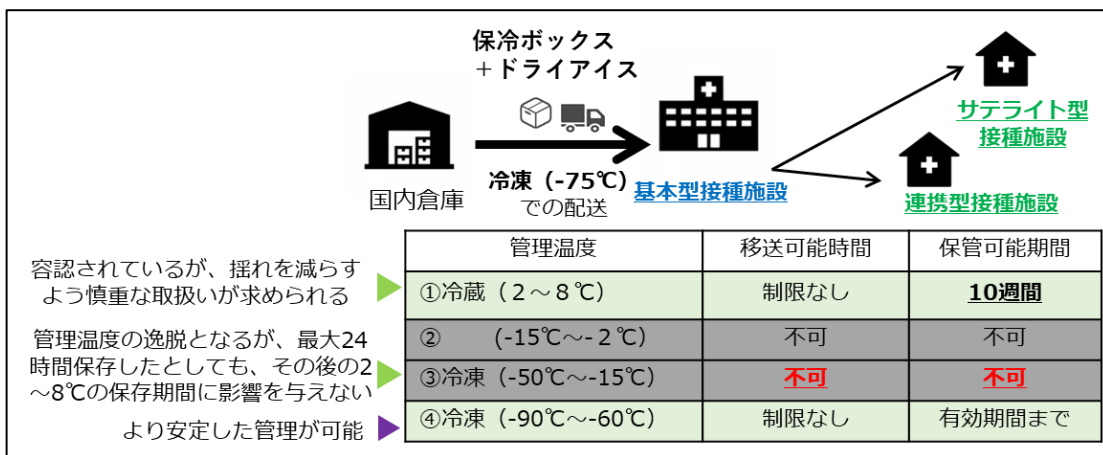 保冷ボックス
＋ドライアイス
国内倉庫
冷凍（-75℃）
での配送
基本型接種施設
サテライト型
接種施設
連携型接種施設
管理温度 移送可能時間 保管可能期間
容認されているが、揺れを減らす
よう慎重な取扱いが求められる
①冷蔵（２～８℃） 制限なし 10週間
② (-15℃～-２℃) 不可 不可
管理温度の逸脱となるが、最大24
時間保存したとしても、その後の2
～8℃の保存期間に影響を与えない
③冷凍（-50℃～-15℃） 不可 不可
より安定した管理が可能
④冷凍（-90℃～-60℃） 制限なし 有効期間まで